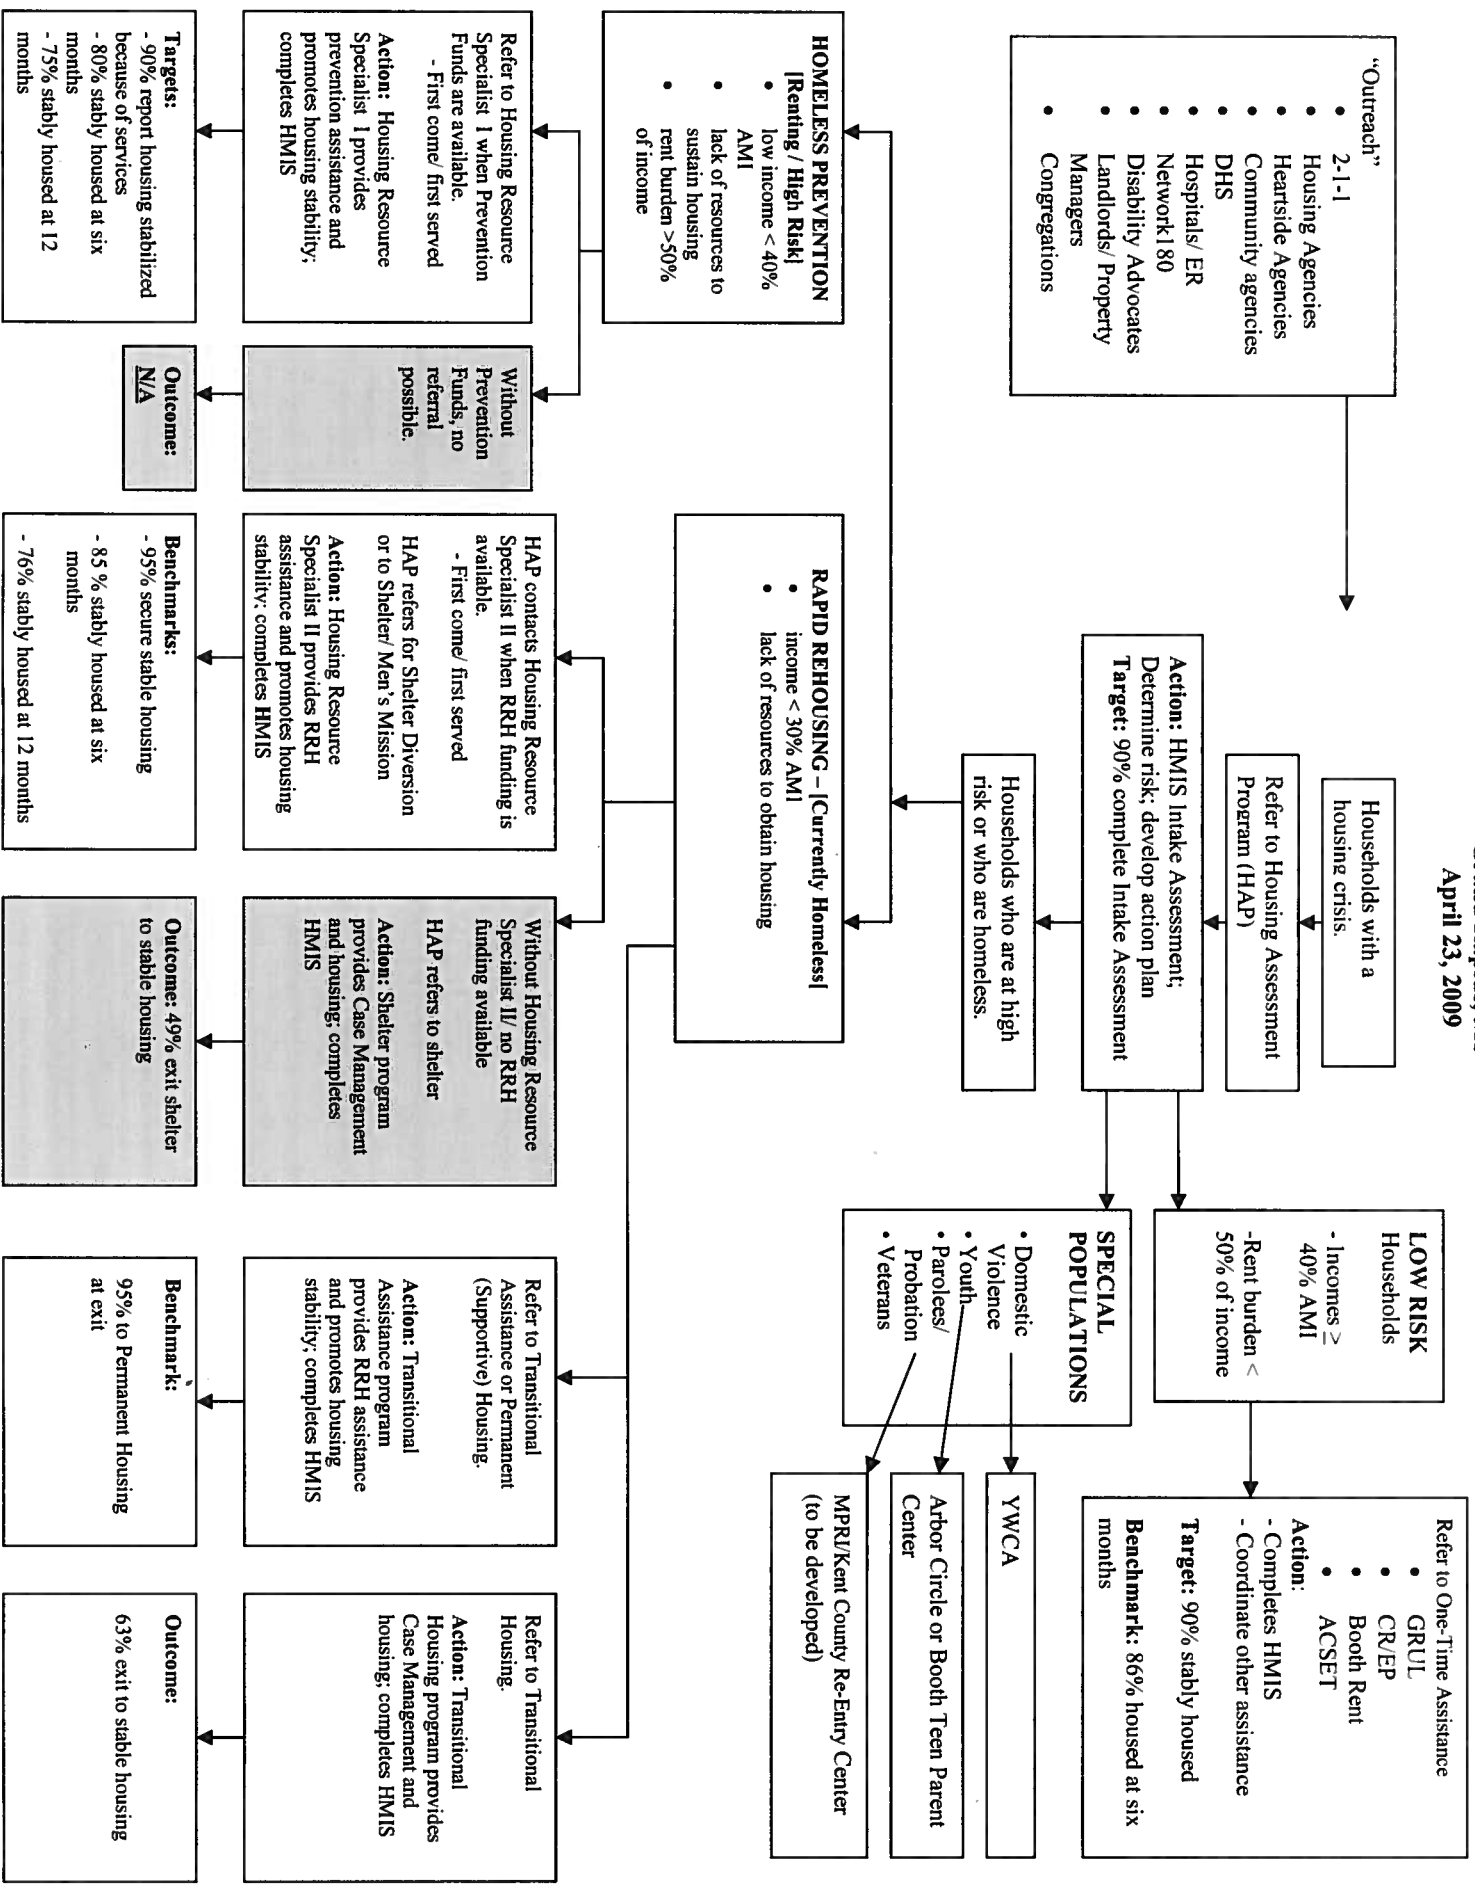 April 23, 2009
"Outreach"
• 2-1-1
• Housing Agencies
• Heartside Agencies
• Community agencies
• DHS
• Hospitals/ ER
• Network180
• Disability Advocates
• Landlords/ Property
Managers
• Congregations
Households with a
housing crisis.
Refer to Housing Assessment
Program (HAP)
Action: HMIS Intake Assessment;
Determine risk; develop action plan
Target: 90% complete Intake Assessment
Households who are at high
risk or who are homeless.
LOW RISK
Households
- Incomes ≥
40% AMI
-Rent burden <
50% of income
Refer to One-Time Assistance
• GRUL
• CR/EP
• Booth Rent
• ACSET
Action:
- Completes HMIS
- Coordinate other assistance
Target: 90% stably housed
Benchmark: 86% housed at six
months
SPECIAL
POPULATIONS
• Domestic
Violence
• Youth
• Parolees/
Probation
• Veterans
YWCA
Arbor Circle or Booth Teen Parent
Center
MPRI/Kent County Re-Entry Center
(to be developed)
HOMELESS PREVENTION
[Renting / High Risk]
• low income < 40%
AMI
• lack of resources to
sustain housing
• rent burden >50%
of income
RAPID REHOUSING – [Currently Homeless]
• income < 30% AMI
• lack of resources to obtain housing
Refer to Housing Resource
Specialist I when Prevention
Funds are available.
- First come/ first served
Action: Housing Resource
Specialist I provides
prevention assistance and
promotes housing stability;
completes HMIS
Without
Prevention
Funds, no
referral
possible.
HAP contacts Housing Resource
Specialist II when RRH funding is
available.
- First come/ first served
HAP refers for Shelter Diversion
or to Shelter/ Men's Mission
Action: Housing Resource
Specialist II provides RRH
assistance and promotes housing
stability; completes HMIS
Without Housing Resource
Specialist II/ no RRH
funding available
HAP refers to shelter
Action: Shelter program
provides Case Management
and housing; completes
HMIS
Refer to Transitional
Assistance or Permanent
(Supportive) Housing.
Action: Transitional
Assistance program
provides RRH assistance
and promotes housing
stability; completes HMIS
Refer to Transitional
Housing.
Action: Transitional
Housing program provides
Case Management and
housing; completes HMIS
Targets:
- 90% report housing stabilized
because of services
- 80% stably housed at six
months
- 75% stably housed at 12
months
Outcome:
N/A
Benchmarks:
- 95% secure stable housing
- 85 % stably housed at six
months
- 76% stably housed at 12 months
Outcome: 49% exit shelter
to stable housing
Benchmark:
95% to Permanent Housing
at exit
Outcome:
63% exit to stable housing